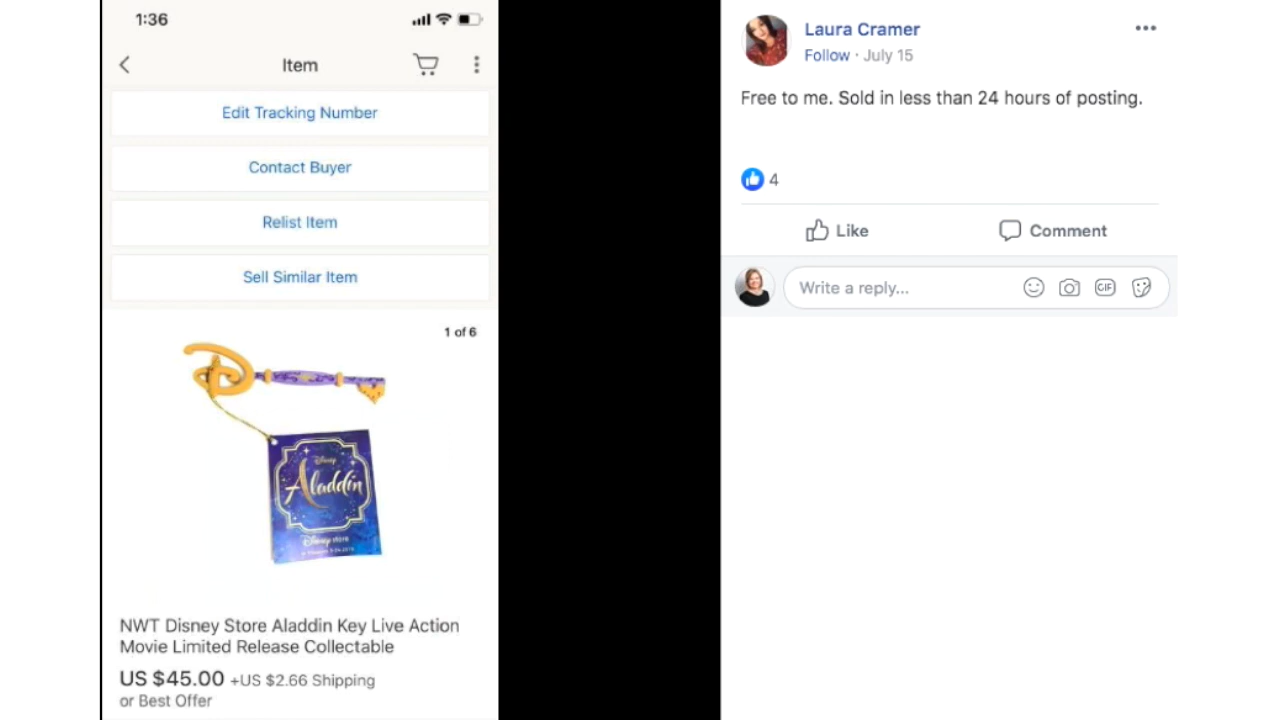 1:36
Item
Edit Tracking Number
Contact Buyer
Relist Item
Sell Similar Item
1 of 6
Disney
Aladdin
Disney store
NWT Disney Store Aladdin Key Live Action
Movie Limited Release Collectable
US $45.00 +US $2.66 Shipping
or Best Offer
Laura Cramer
Follow · July 15
Free to me. Sold in less than 24 hours of posting.
4
Like Comment
Write a reply...
GIF